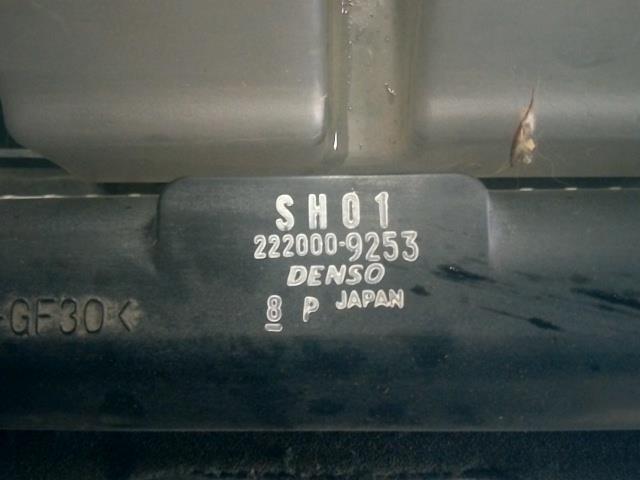 SH01
222000-9253
DENSO
8 P JAPAN
-GF30<